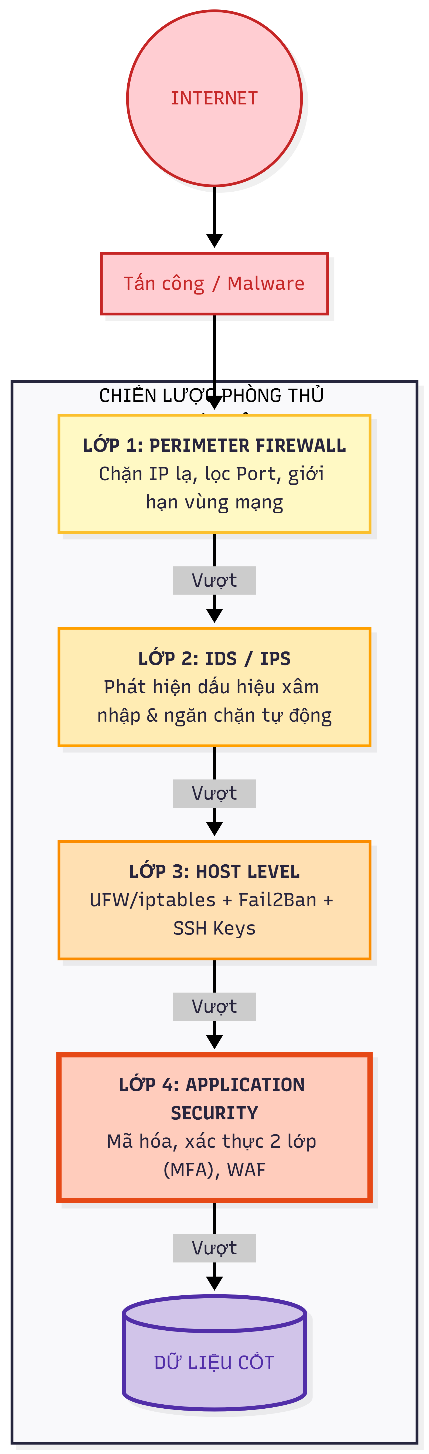 INTERNET
Tấn công / Malware
CHIẾN LƯỢC PHÒNG THỦ
LỚP 1: PERIMETER FIREWALL
Chặn IP lạ, lọc Port, giới
hạn vùng mạng
Vượt
LỚP 2: IDS / IPS
Phát hiện dấu hiệu xâm
nhập & ngăn chặn tự động
Vượt
LỚP 3: HOST LEVEL
UFW/iptables + Fail2Ban +
SSH Keys
Vượt
LỚP 4: APPLICATION
SECURITY
Mã hóa, xác thực 2 lớp
(MFA), WAF
Vượt
DỮ LIỆU CỐT